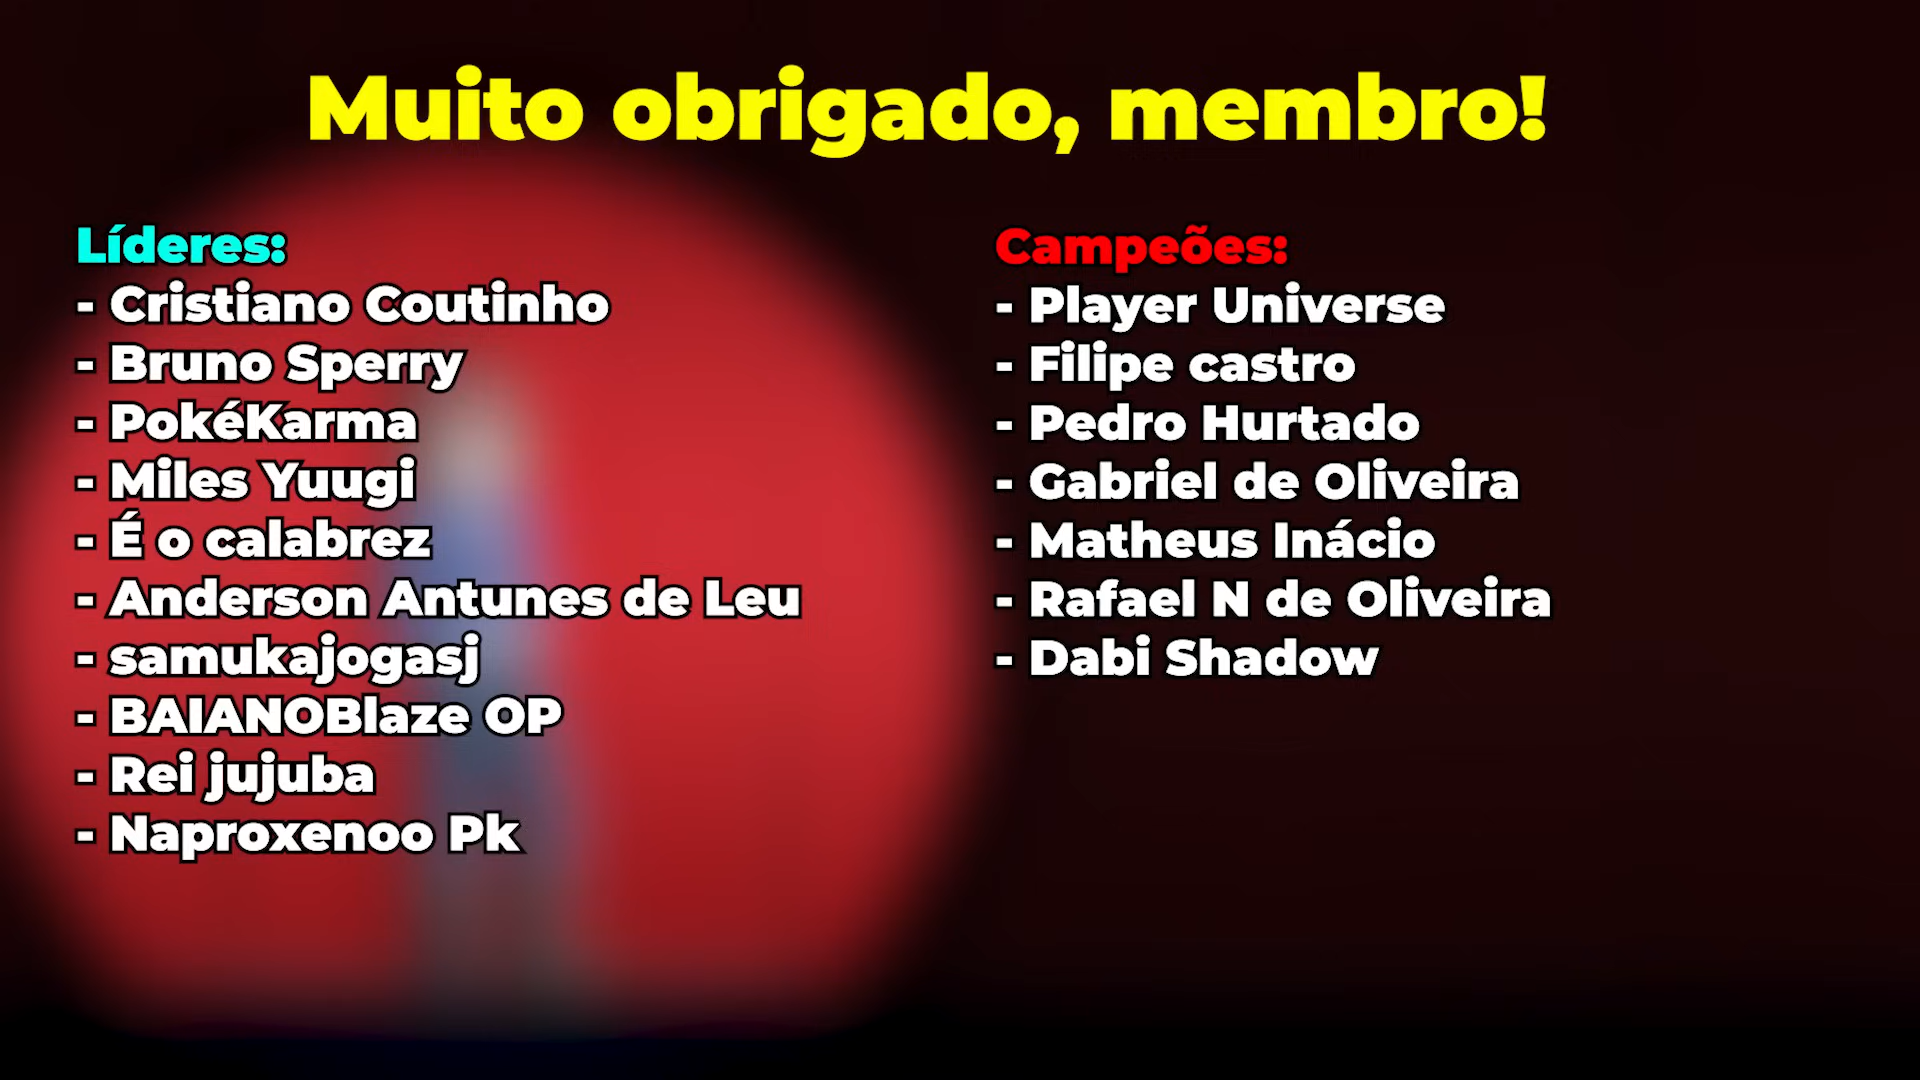 Muito obrigado, membro!
Líderes:
- Cristiano Coutinho
- Bruno Sperry
- PokéKarma
- Miles Yuugi
- É o calabrez
- Anderson Antunes de Leu
- samukajogasj
- BAIANOBlaze OP
- Rei jujuba
- Naproxenoo Pk
Campeões:
- Player Universe
- Filipe castro
- Pedro Hurtado
- Gabriel de Oliveira
- Matheus Inácio
- Rafael N de Oliveira
- Dabi Shadow